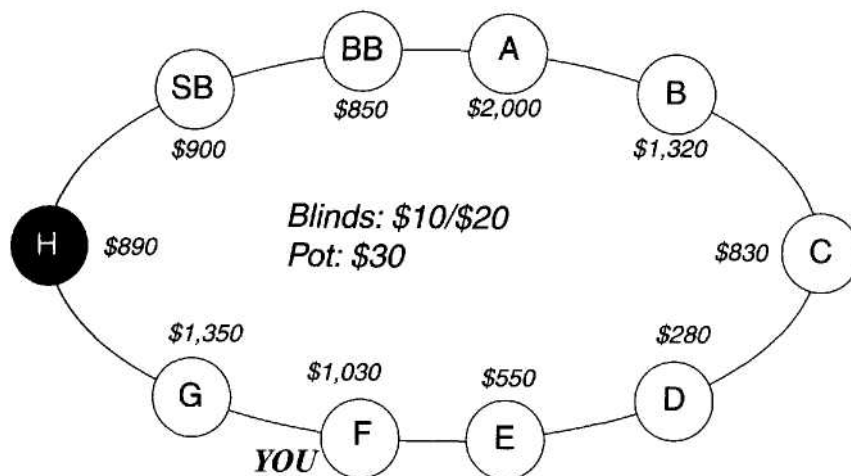 BB
A
SB
B
$850
$2,000
$900
$1,320
Blinds: $10/$20
Pot: $30
H
$890
$830
C
$1,350
$280
$1,030
$550
G
F
E
D
YOU